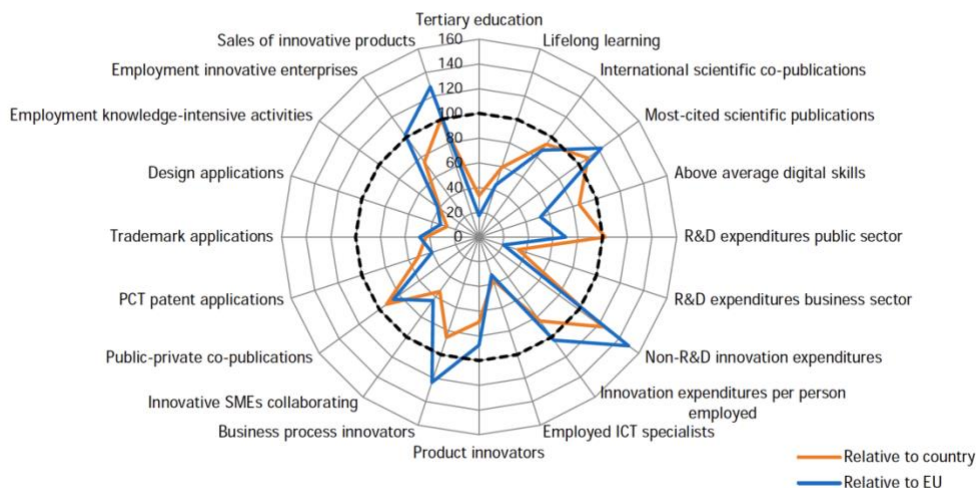 Tertiary education
160
Sales of innovative products
Lifelong learning
140
Employment innovative enterprises
International scientific co-publications
120
Employment knowledge-intensive activities
Most-cited scientific publications
100
80
60
Design applications
Above average digital skills
40
20
Trademark applications
0
R&D expenditures public sector
PCT patent applications
R&D expenditures business sector
Public-private co-publications
Non-R&D innovation expenditures
Innovative SMEs collaborating
Innovation expenditures per person
employed
Business process innovators
Employed ICT specialists
Product innovators
Relative to country
Relative to EU